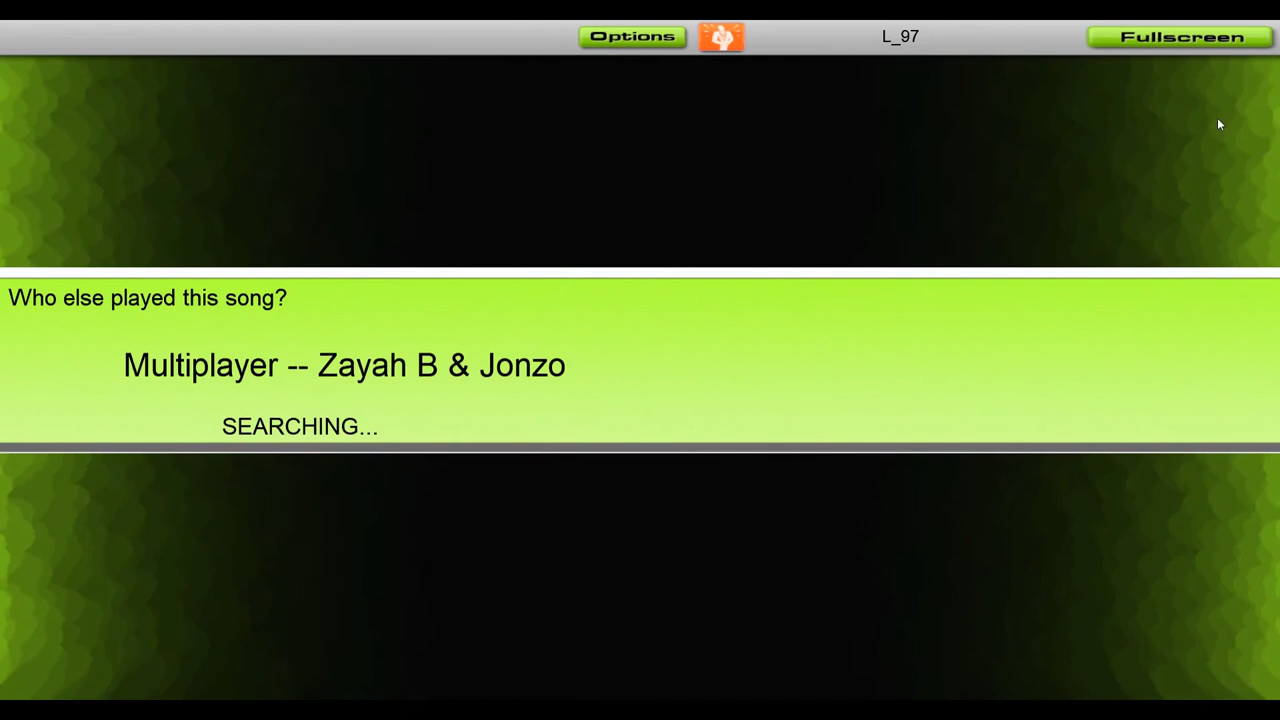 Options
L_97
Fullscreen
Who else played this song?
Multiplayer -- Zayah B & Jonzo
SEARCHING...